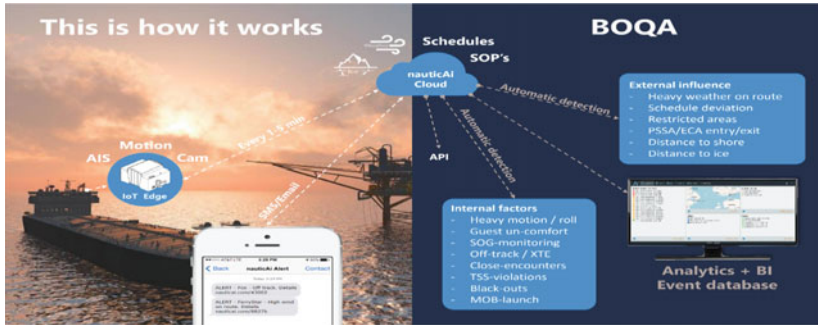 This is how it works
BOQA
Schedules
SOP's
nauticAi
Cloud
Motion
AIS
Cam
IoT Edge
Every 1-5 min
SMS/Email
API
Automatic detection
Automatic detection
External influence
- Heavy weather on route
- Schedule deviation
- Restricted areas
- PSSA/ECA entry/exit
- Distance to shore
- Distance to ice
Internal factors
- Heavy motion / roll
- Guest un-comfort
- SOG-monitoring
- Off-track / XTE
- Close-encounters
- TSS-violations
- Black-outs
- MOB-launch
Analytics + BI
Event database
Back
nauticAi Alert
Contact